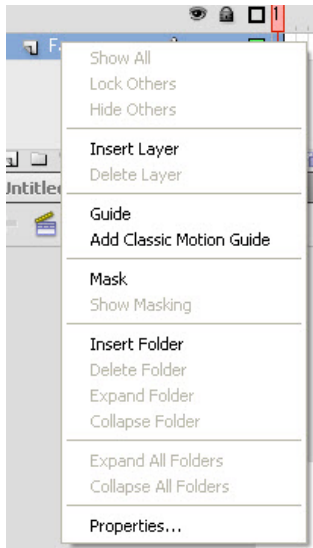 1
F
Show All
Lock Others
Hide Others
Insert Layer
Delete Layer
Untitled
Guide
Add Classic Motion Guide
Mask
Show Masking
Insert Folder
Delete Folder
Expand Folder
Collapse Folder
Expand All Folders
Collapse All Folders
Properties...